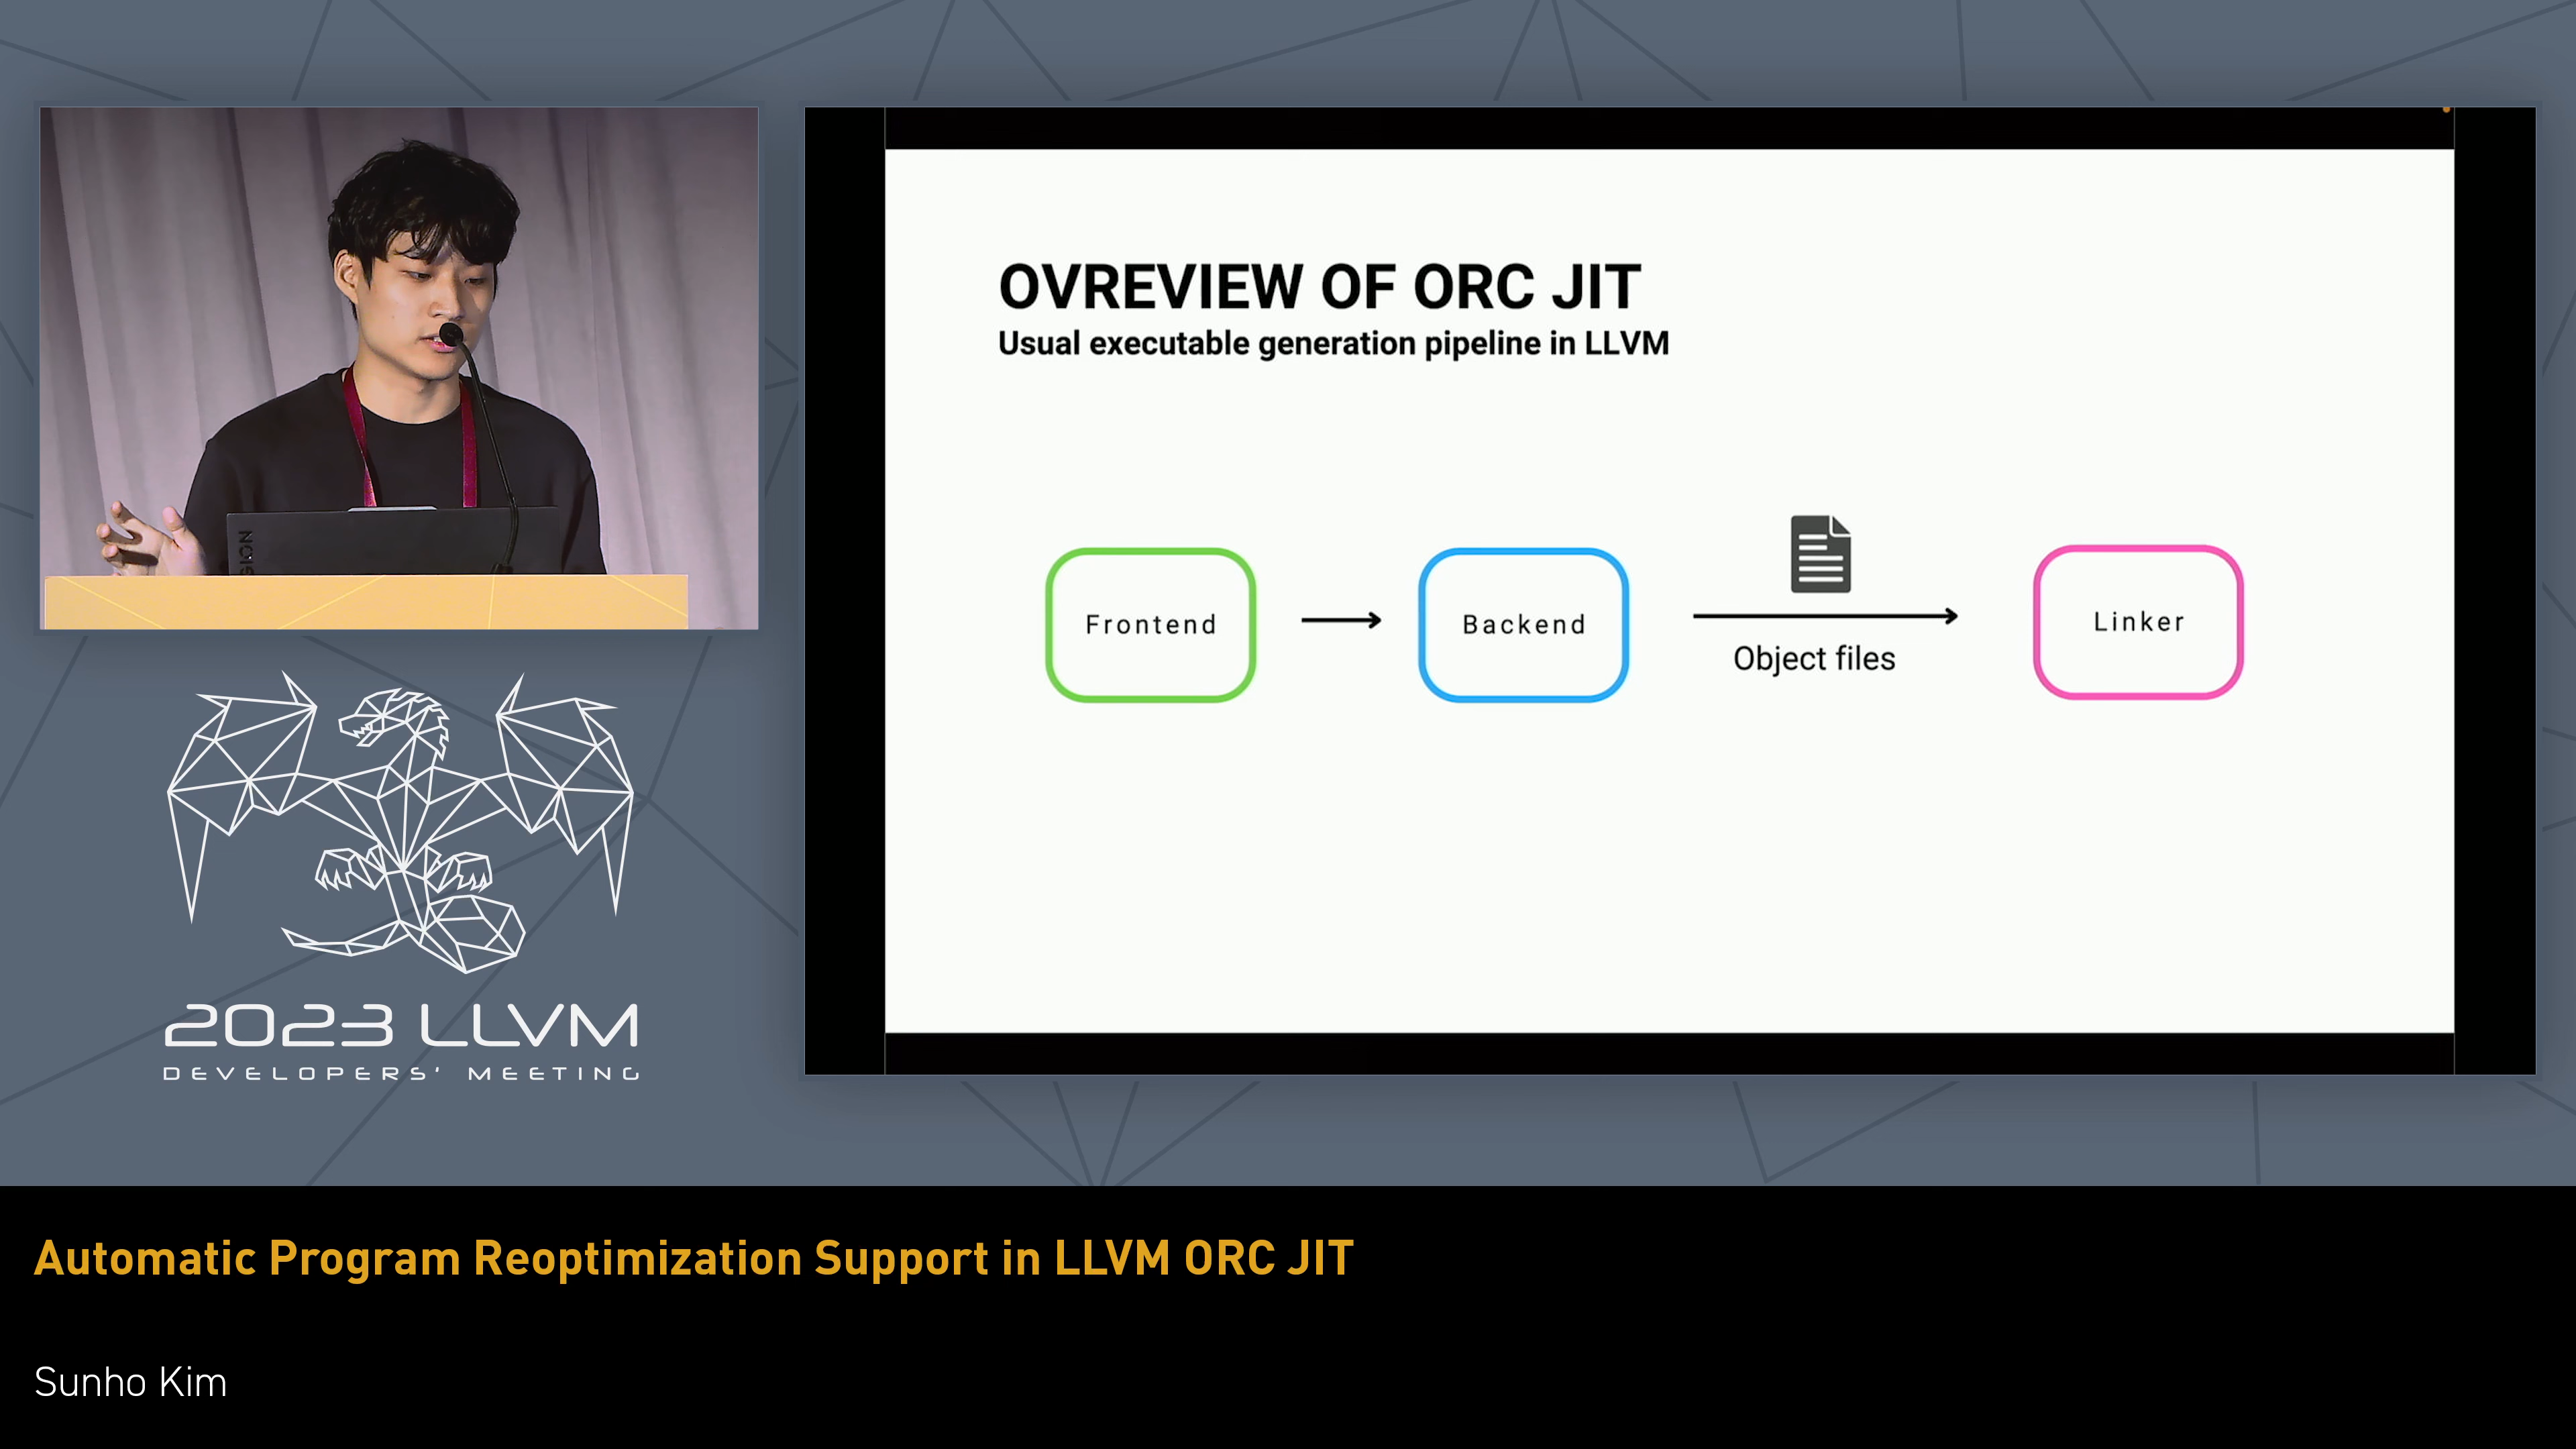 OVREVIEW OF ORC JIT
Usual executable generation pipeline in LLVM
Frontend
Backend
Object files
Linker
GION
2023 LLVM
DEVELOPERS' MEETING
Automatic Program Reoptimization Support in LLVM ORC JIT
Sunho Kim